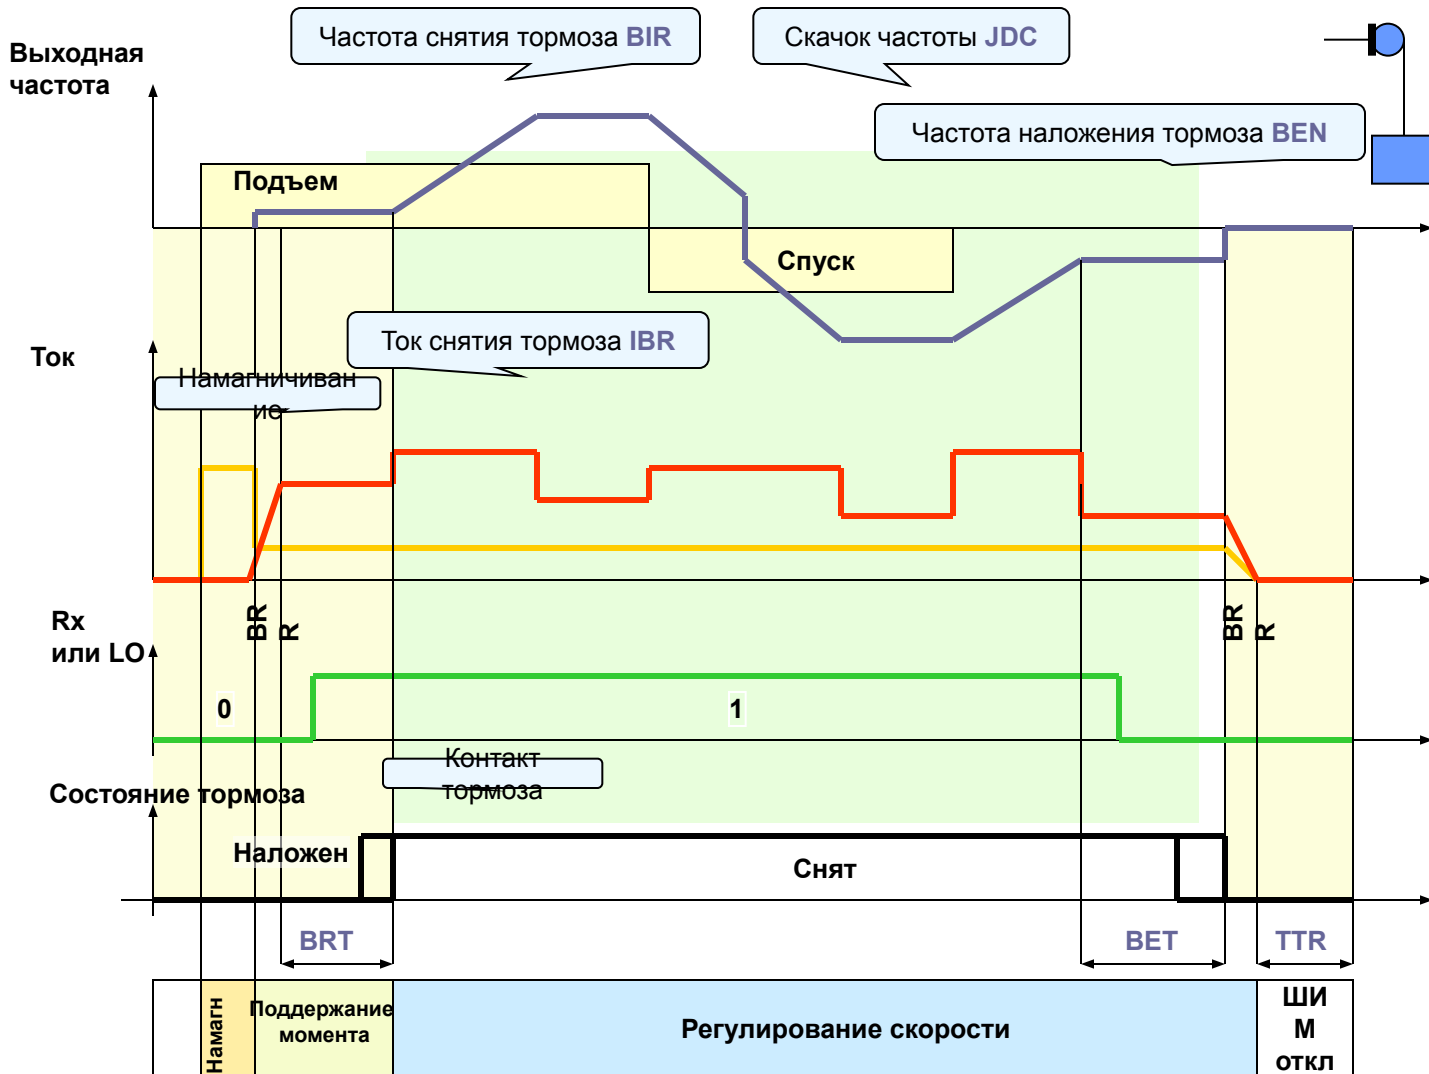 Частота снятия тормоза BIR
Скачок частоты JDC
Выходная
частота
Частота наложения тормоза BEN
Подъем
Спуск
Ток снятия тормоза IBR
Ток
Намагничиван
ие
Rx
или LO
BR
R
BR
R
0
1
Контакт
тормоза
Состояние тормоза
Наложен
Снят
BRT
BET
TTR
Намагн
Поддержание
момента
Регулирование скорости
ШИ
М
откл